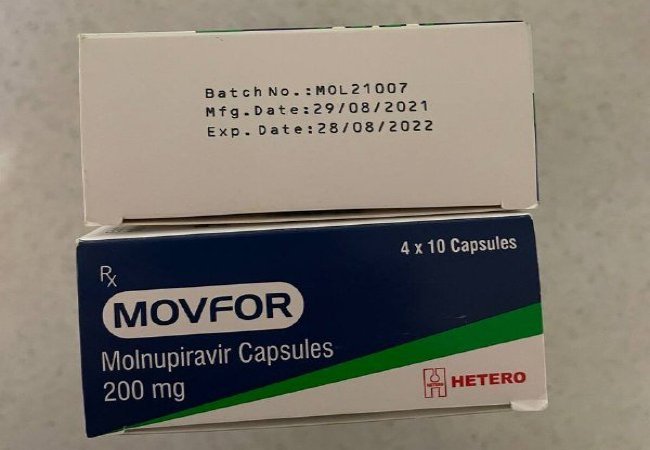 Batch No.:MOL21007
Mfg.Date:29/08/2021
Exp. Date:28/08/2022
4 x 10 Capsules
Rx
MOVFOR
Molnupiravir Capsules
200 mg
HETERO
HETERO